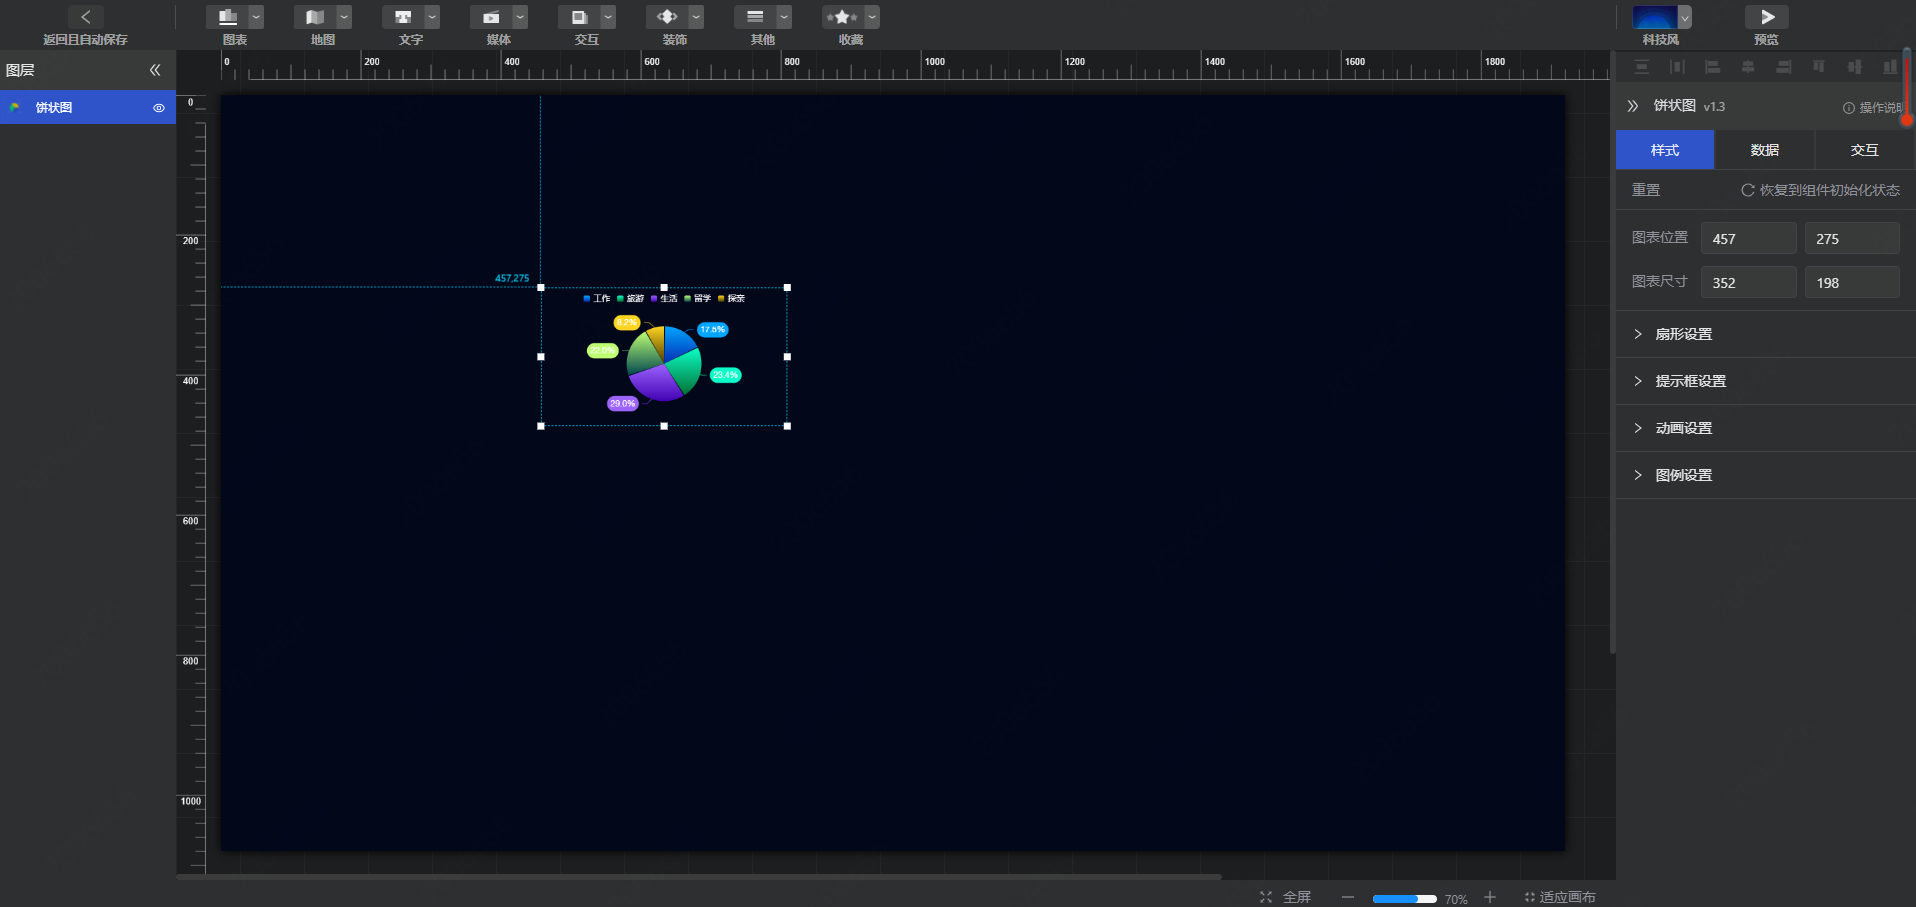 返回且自动保存
图表
地图
文字
媒体
交互
装饰
其他
收藏
科技风
预览
图层
饼状图
0
200
400
600
800
1000
1200
1400
1600
1800
0
200
400
600
800
1000
457,275
工作 旅游 生活 留学 探亲
8.2%
17.5%
22.0%
23.4%
29.0%
饼状图 v1.3
操作说明
样式
数据
交互
重置
恢复到组件初始化状态
图表位置 457 275
图表尺寸 352 198
扇形设置
提示框设置
动画设置
图例设置
全屏
70%
适应画布